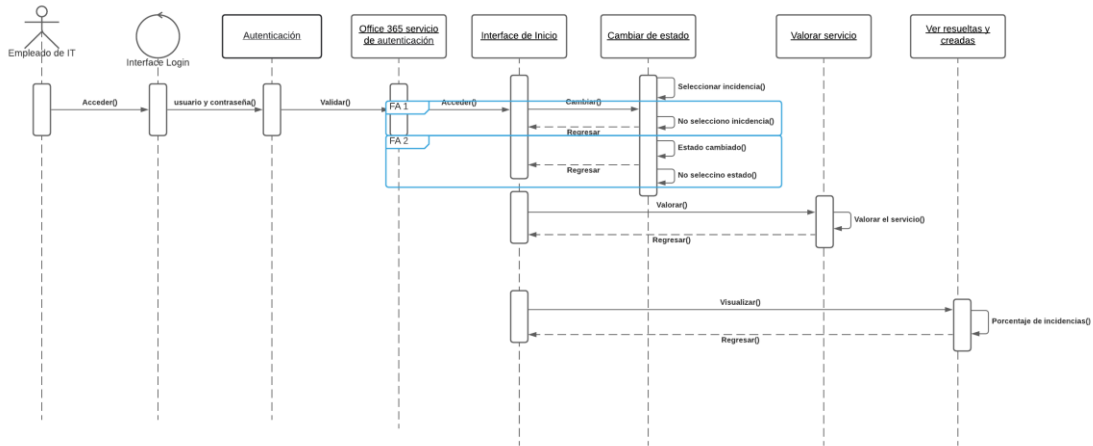 Empleado de IT
Interface Login
Autenticación
Office 365 servicio
de autenticación
Interface de Inicio
Cambiar de estado
Valorar servicio
Ver resueltas y
creadas
Seleccionar incidencia()
Acceder()
usuario y contraseña()
Validar()
FA 1
Acceder()
Cambiar()
No selecciono inicdencia()
Regresar
FA 2
Estado cambiado()
Regresar
No seleccino estado()
Valorar()
Valorar el servicio()
Regresar()
Visualizar()
Porcentaje de incidencias()
Regresar()